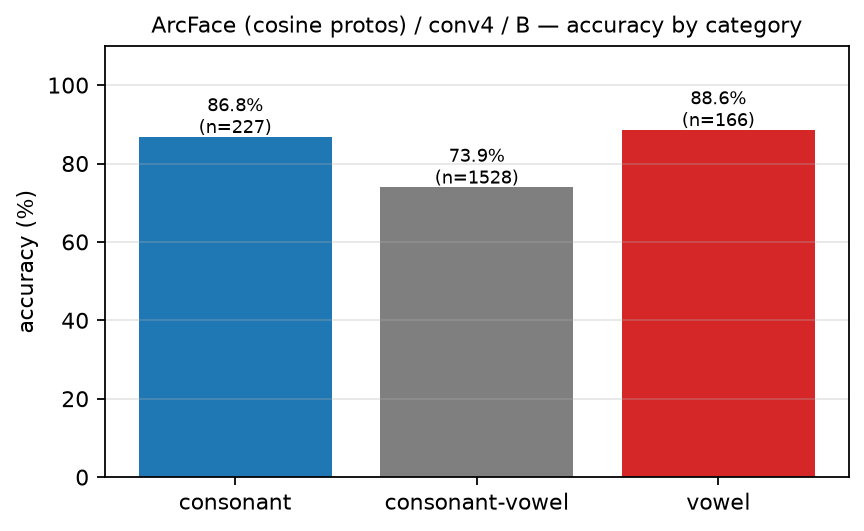 ArcFace (cosine protos) / conv4 / B — accuracy by category
accuracy (%)
100
80
60
40
20
0
86.8%
(n=227)
73.9%
(n=1528)
88.6%
(n=166)
consonant
consonant-vowel
vowel